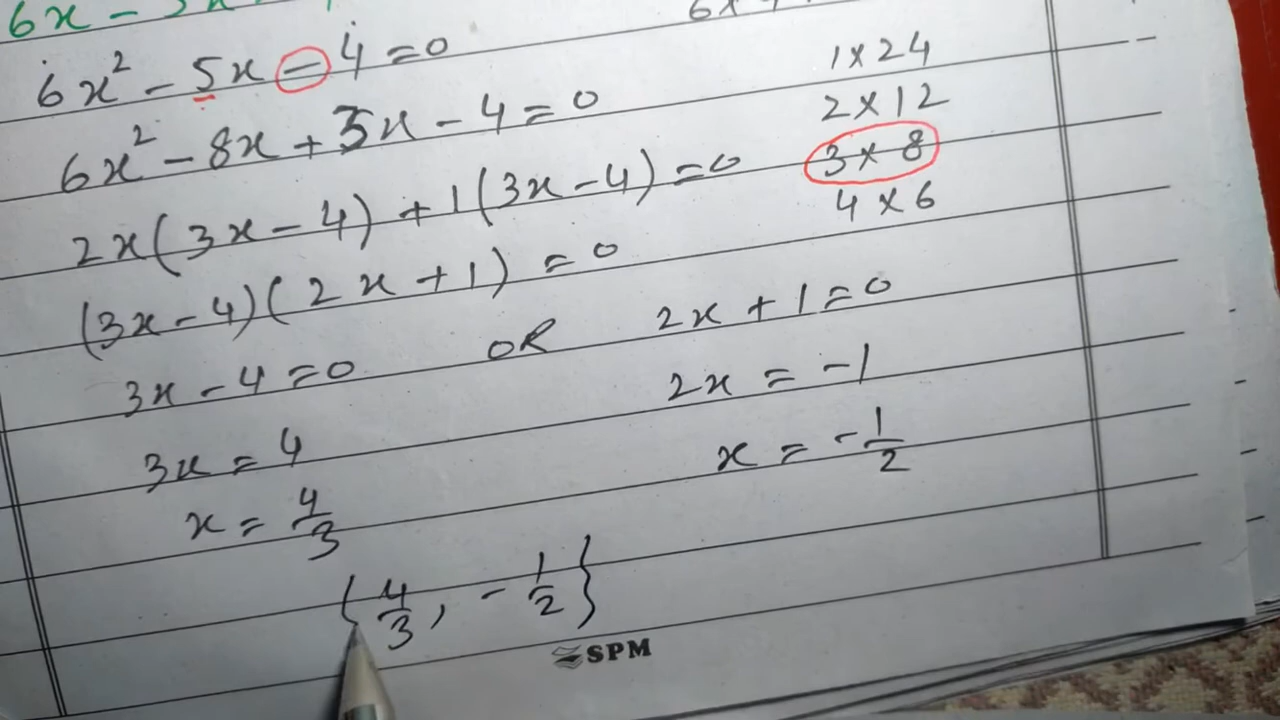 6x² - 5x - 4 = 0
1 x 24
6x² - 8x + 3x - 4 = 0
2 x 12
2x(3x - 4) + 1(3x - 4) = 0
3 x 8
4 x 6
(3x - 4)(2x + 1) = 0
3x - 4 = 0 OR 2x + 1 = 0
3x = 4
2x = -1
x = 4/3
x = -1/2
{4/3, -1/2}
SPM